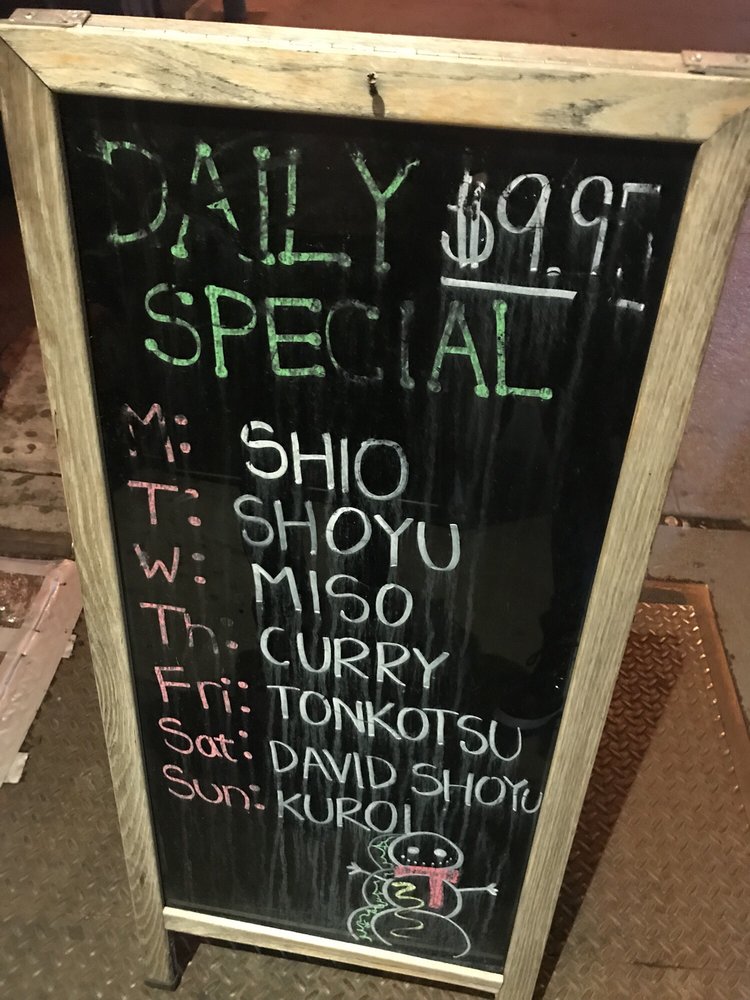 DAILY $9.95
SPECIAL
M: SHIO
T: SHOYU
W: MISO
Th: CURRY
Fri: TONKOTSU
Sat: DAVID SHOYU
Sun: KUROI